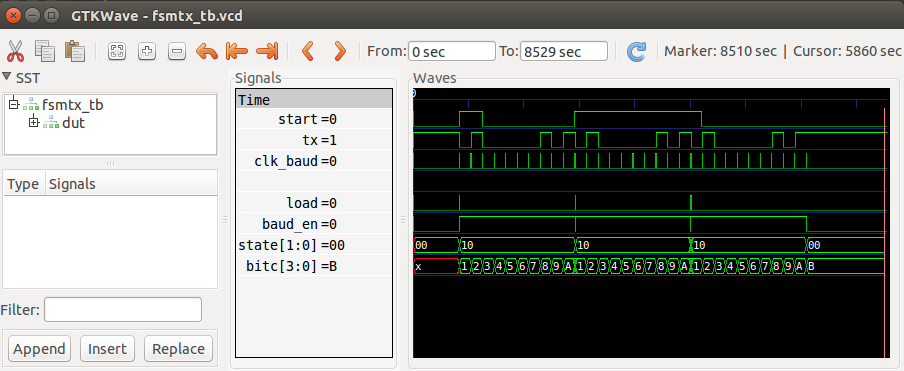 GTKWave - fsmtx_tb.vcd
From: 0 sec To: 8529 sec Marker: 8510 sec | Cursor: 5860 sec
SST
fsmtx_tb
dut
Type Signals
Filter:
Append Insert Replace
Signals
Time
start=0
tx=1
clk_baud=0
load=0
baud_en=0
state[1:0]=00
bitc[3:0]=B
Waves
0
00 10 10 10 00
x 1 2 3 4 5 6 7 8 9 A 1 2 3 4 5 6 7 8 9 A 1 2 3 4 5 6 7 8 9 A B